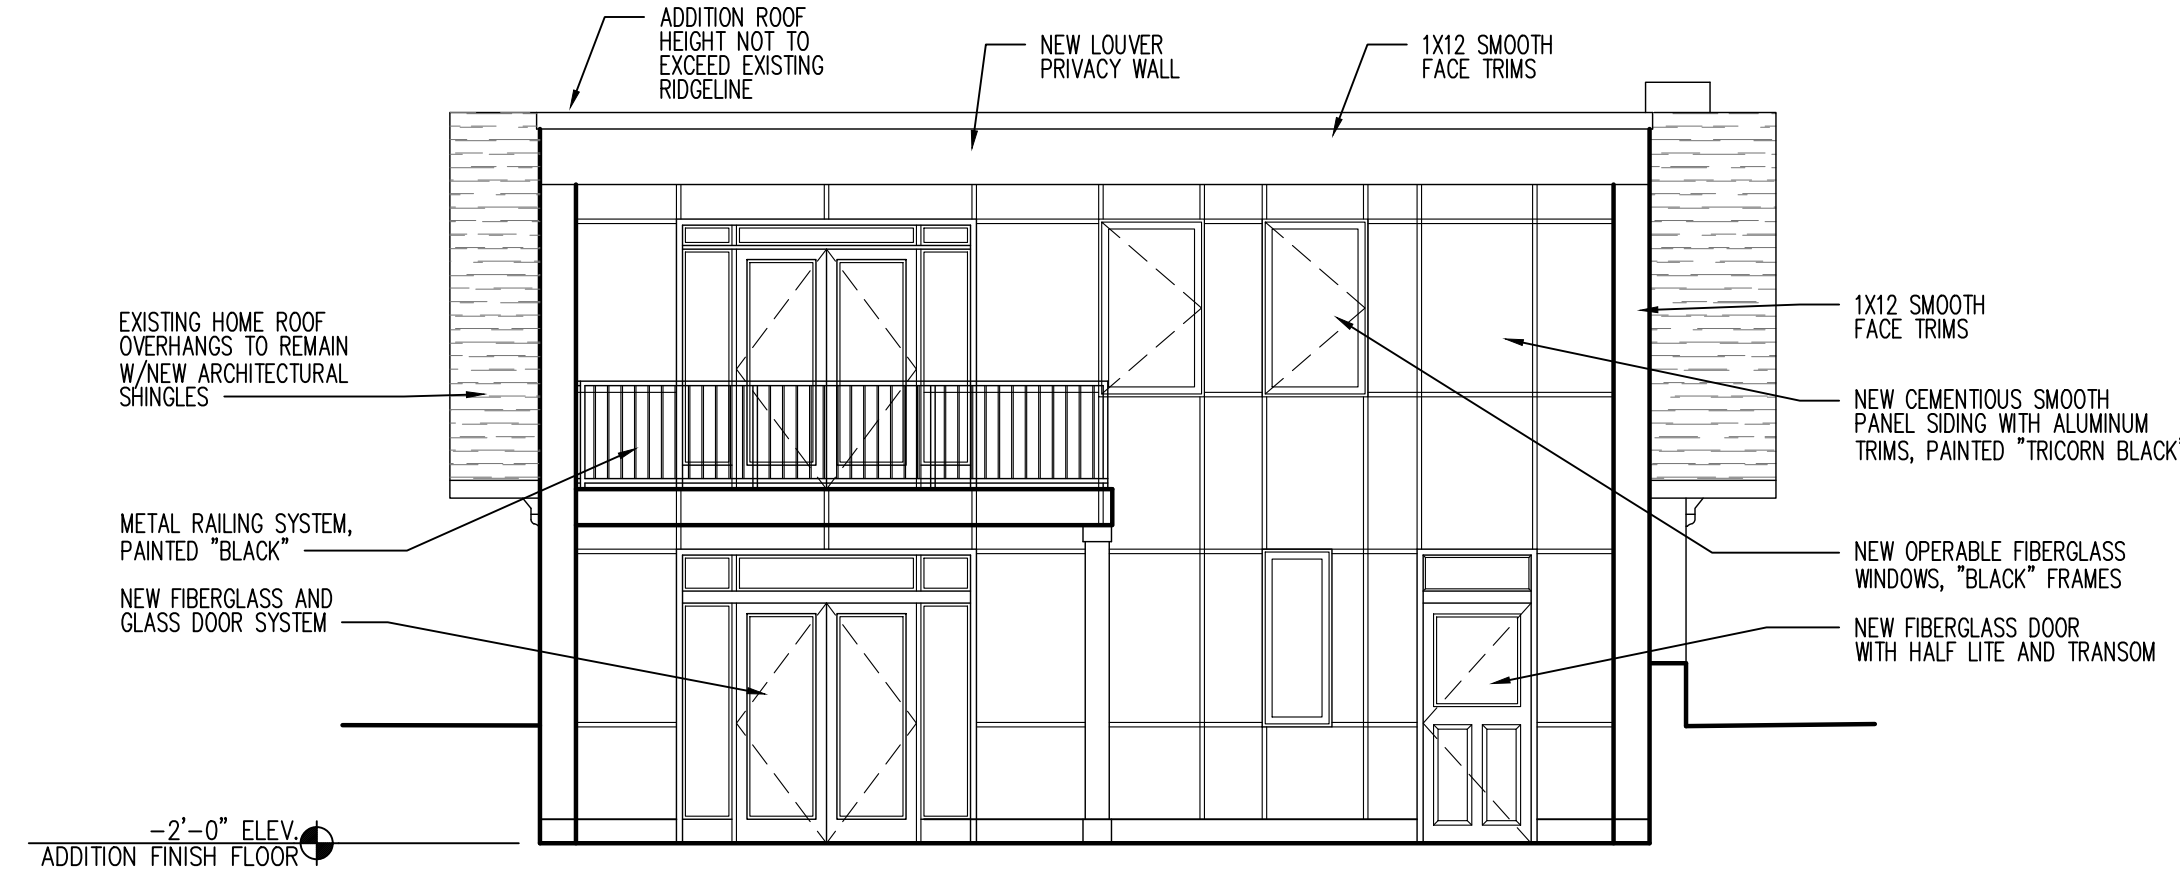 ADDITION ROOF
HEIGHT NOT TO
EXCEED EXISTING
RIDGELINE
NEW LOUVER
PRIVACY WALL
1X12 SMOOTH
FACE TRIMS
EXISTING HOME ROOF
OVERHANGS TO REMAIN
W/NEW ARCHITECTURAL
SHINGLES
METAL RAILING SYSTEM,
PAINTED "BLACK"
NEW FIBERGLASS AND
GLASS DOOR SYSTEM
1X12 SMOOTH
FACE TRIMS
NEW CEMENTIOUS SMOOTH
PANEL SIDING WITH ALUMINUM
TRIMS, PAINTED "TRICORN BLACK"
NEW OPERABLE FIBERGLASS
WINDOWS, "BLACK" FRAMES
NEW FIBERGLASS DOOR
WITH HALF LITE AND TRANSOM
-2'-0" ELEV.
ADDITION FINISH FLOOR